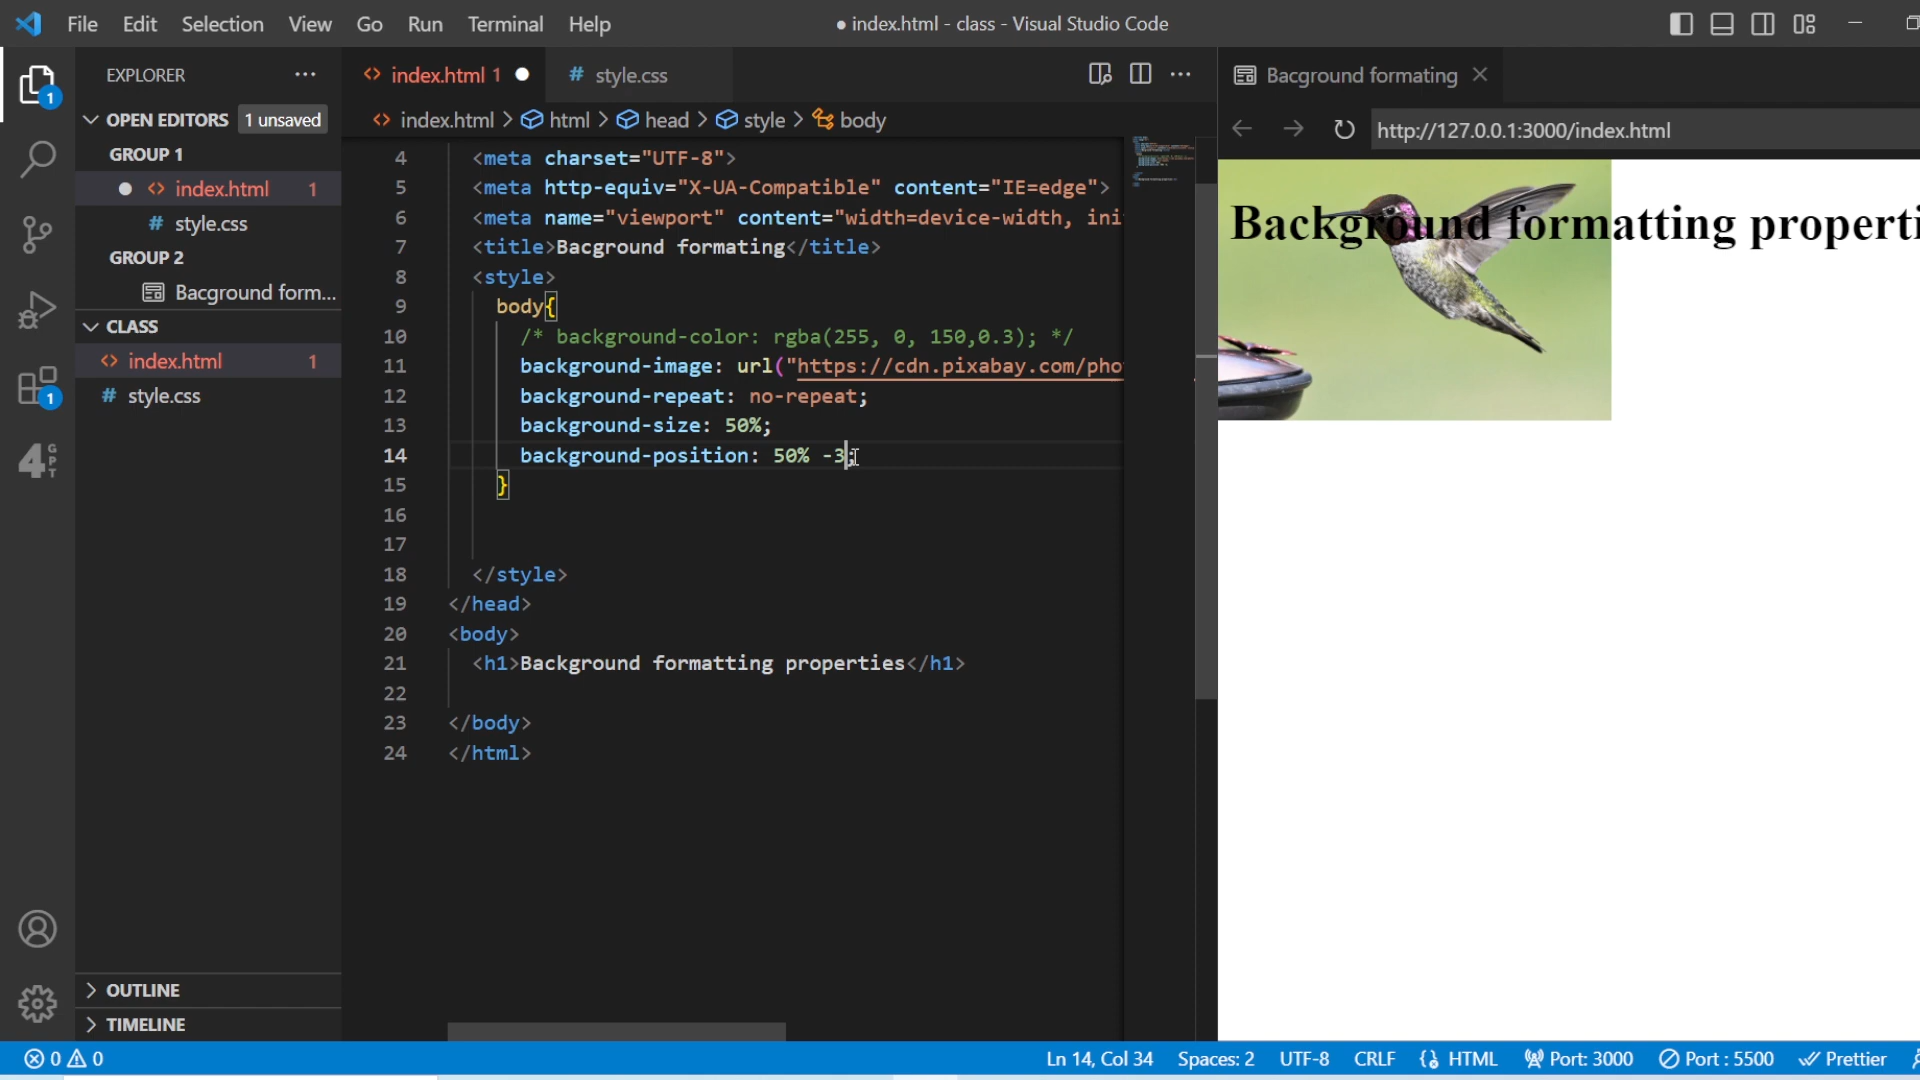 File Edit Selection View Go Run Terminal Help
● index.html - class - Visual Studio Code
EXPLORER ···
OPEN EDITORS 1 unsaved
GROUP 1
● <> index.html 1
# style.css
GROUP 2
Bacground form...
CLASS
<> index.html 1
# style.css
OUTLINE
TIMELINE
1
1
4 G P T
<> index.html 1 ●
# style.css
···
<> index.html > html > head > style > body
4 <meta charset="UTF-8">
5 <meta http-equiv="X-UA-Compatible" content="IE=edge">
6 <meta name="viewport" content="width=device-width, ini
7 <title>Bacground formating</title>
8 <style>
9 body{
10 /* background-color: rgba(255, 0, 150,0.3); */
11 background-image: url("https://cdn.pixabay.com/pho
12 background-repeat: no-repeat;
13 background-size: 50%;
14 background-position: 50% -3;
15 }
16
17
18 </style>
19 </head>
20 <body>
21 <h1>Background formatting properties</h1>
22
23 </body>
24 </html>
Bacground formating
http://127.0.0.1:3000/index.html
Background formatting properti
0 0
Ln 14, Col 34 Spaces: 2 UTF-8 CRLF HTML Port: 3000 Port : 5500 Prettier